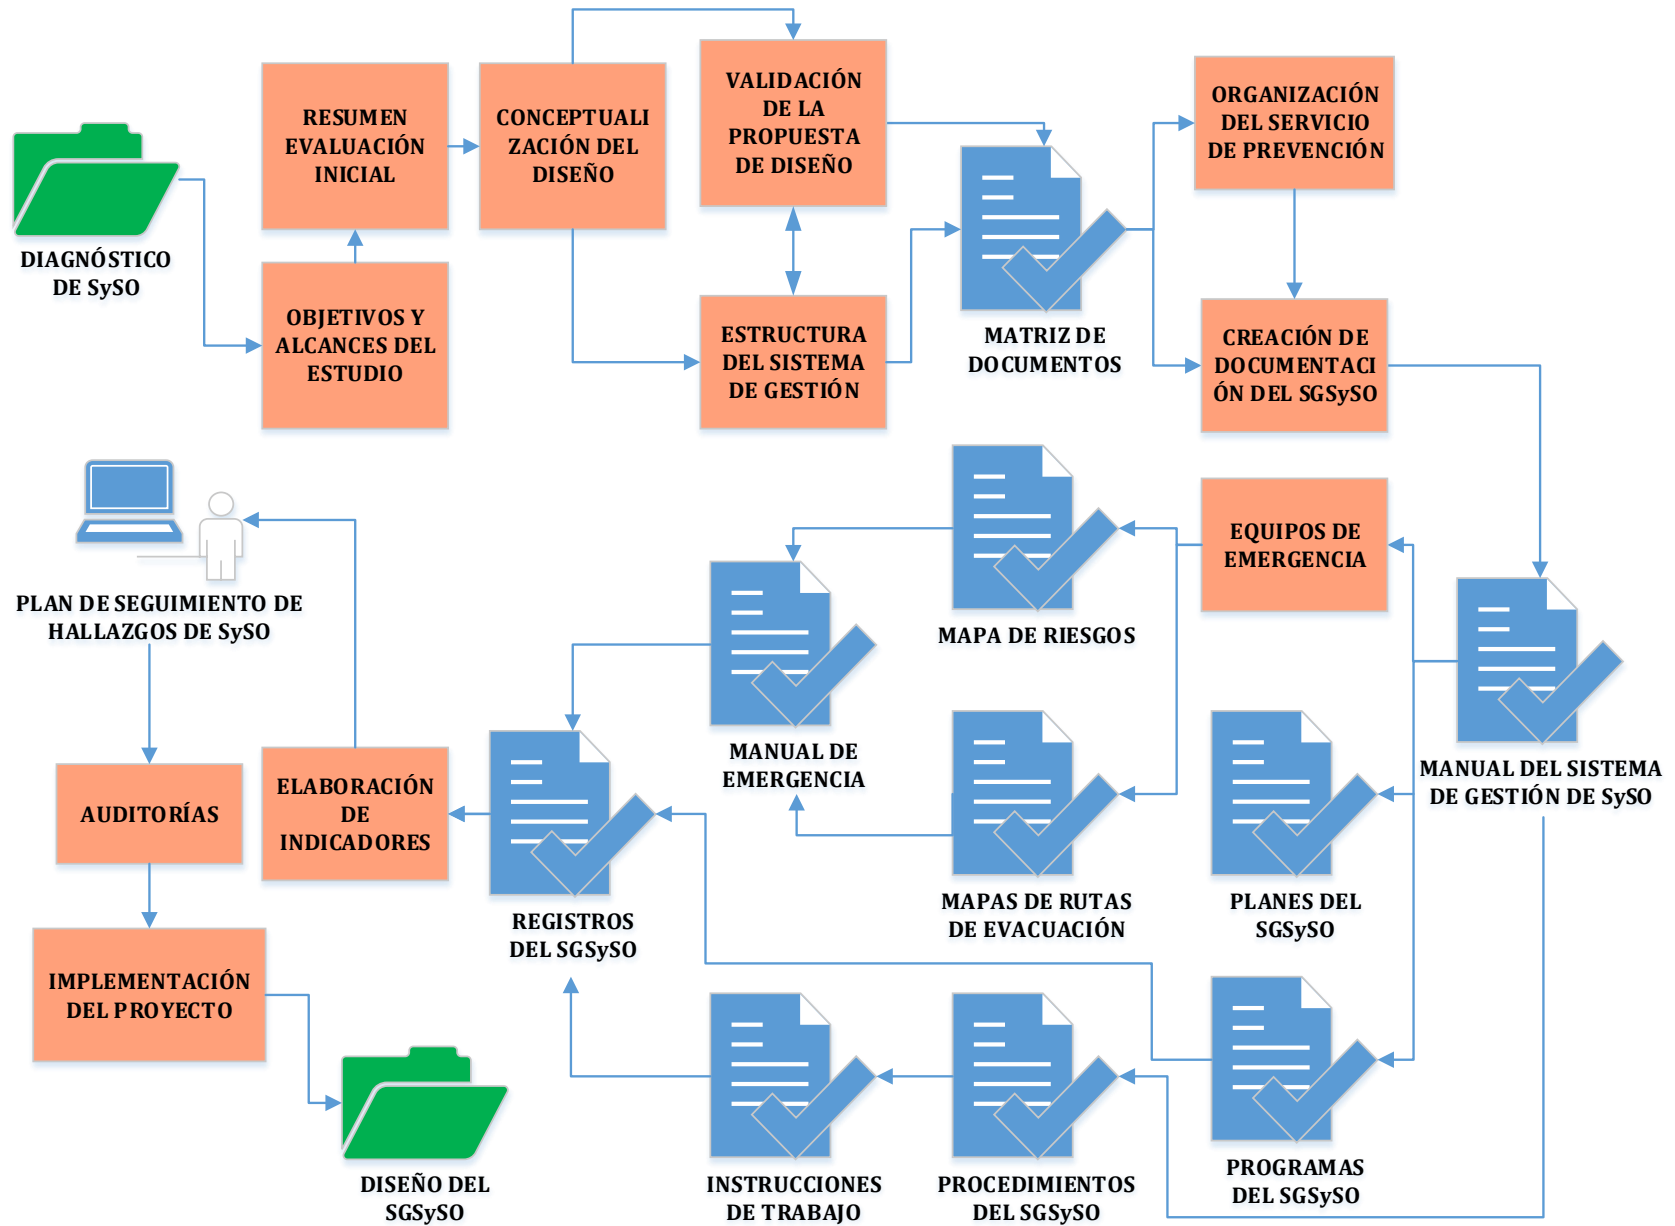 DIAGNÓSTICO
DE SySO
RESUMEN
EVALUACIÓN
INICIAL
OBJETIVOS Y
ALCANCES DEL
ESTUDIO
CONCEPTUALI
ZACIÓN DEL
DISEÑO
VALIDACIÓN
DE LA
PROPUESTA
DE DISEÑO
ESTRUCTURA
DEL SISTEMA
DE GESTIÓN
MATRIZ DE
DOCUMENTOS
ORGANIZACIÓN
DEL SERVICIO
DE PREVENCIÓN
CREACIÓN DE
DOCUMENTACI
ÓN DEL SGSySO
MANUAL DEL SISTEMA
DE GESTIÓN DE SySO
EQUIPOS DE
EMERGENCIA
MAPA DE RIESGOS
MAPAS DE RUTAS
DE EVACUACIÓN
PLANES DEL
SGSySO
MANUAL DE
EMERGENCIA
PROGRAMAS
DEL SGSySO
PROCEDIMIENTOS
DEL SGSySO
INSTRUCCIONES
DE TRABAJO
REGISTROS
DEL SGSySO
ELABORACIÓN
DE
INDICADORES
PLAN DE SEGUIMIENTO DE
HALLAZGOS DE SySO
AUDITORÍAS
IMPLEMENTACIÓN
DEL PROYECTO
DISEÑO DEL
SGSySO